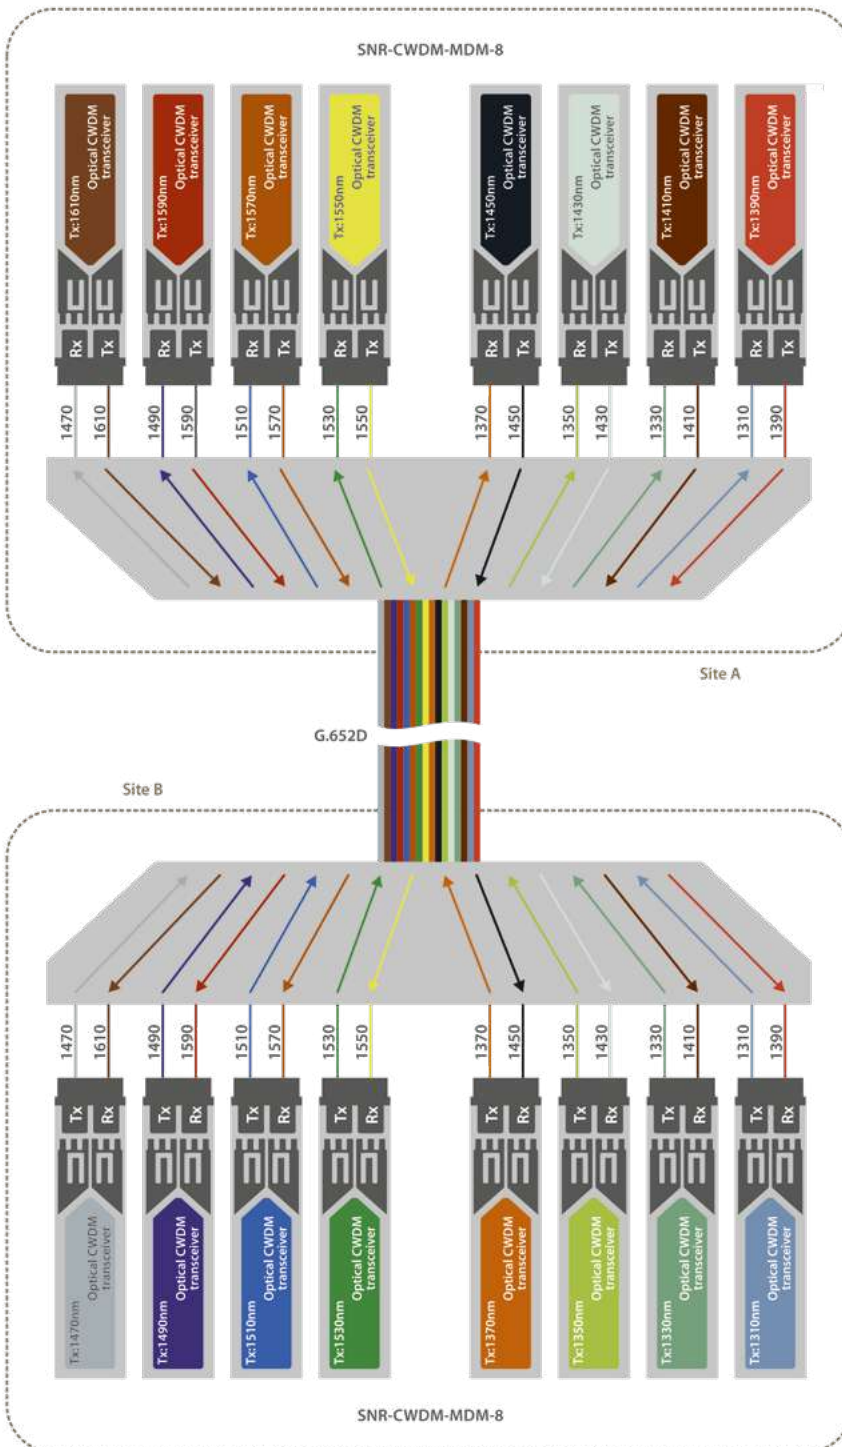 SNR-CWDM-MDM-8
Tx:1610nm
Optical CWDM
transceiver
Tx:1590nm
Optical CWDM
transceiver
Tx:1570nm
Optical CWDM
transceiver
Tx:1550nm
Optical CWDM
transceiver
Tx:1450nm
Optical CWDM
transceiver
Tx:1430nm
Optical CWDM
transceiver
Tx:1410nm
Optical CWDM
transceiver
Tx:1390nm
Optical CWDM
transceiver
Rx Tx Rx Tx Rx Tx Rx Tx Rx Tx Rx Tx Rx Tx Rx Tx
1470 1610 1490 1590 1510 1570 1530 1550 1370 1450 1350 1430 1330 1410 1310 1390
Site A
G.652D
Site B
1470 1610 1490 1590 1510 1570 1530 1550 1370 1450 1350 1430 1330 1410 1310 1390
Tx Rx Tx Rx Tx Rx Tx Rx Tx Rx Tx Rx Tx Rx Tx Rx
Tx:1470nm
Optical CWDM
transceiver
Tx:1490nm
Optical CWDM
transceiver
Tx:1510nm
Optical CWDM
transceiver
Tx:1530nm
Optical CWDM
transceiver
Tx:1370nm
Optical CWDM
transceiver
Tx:1350nm
Optical CWDM
transceiver
Tx:1330nm
Optical CWDM
transceiver
Tx:1310nm
Optical CWDM
transceiver
SNR-CWDM-MDM-8